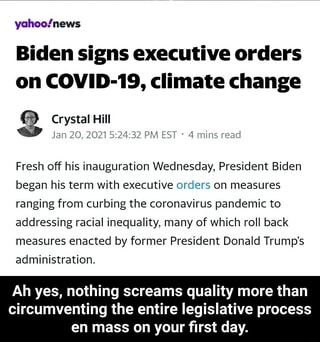 yahoo!news
Biden signs executive orders
on COVID-19, climate change
Crystal Hill
Jan 20, 2021 5:24:32 PM EST • 4 mins read
Fresh off his inauguration Wednesday, President Biden
began his term with executive orders on measures
ranging from curbing the coronavirus pandemic to
addressing racial inequality, many of which roll back
measures enacted by former President Donald Trump's
administration.
Ah yes, nothing screams quality more than
circumventing the entire legislative process
en mass on your first day.